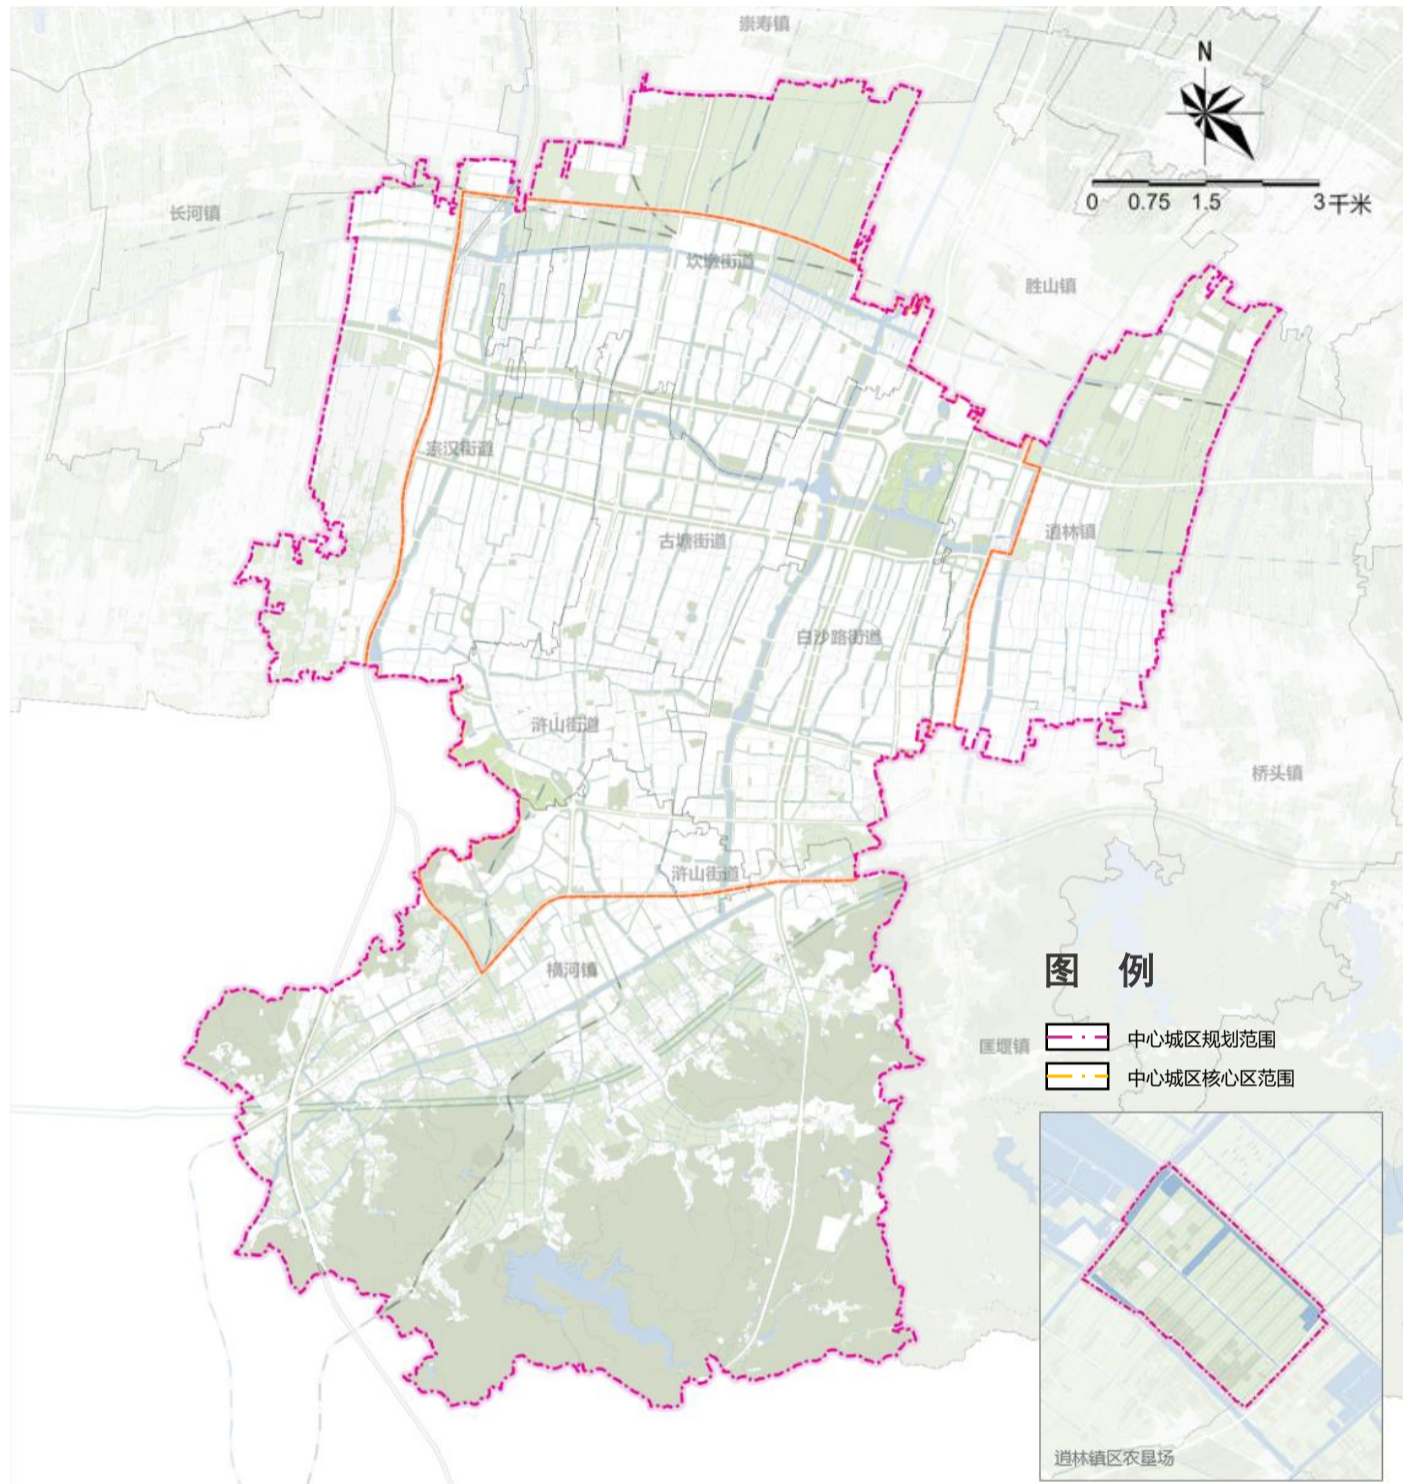 崇寿镇
N
0 0.75 1.5 3千米
长河镇
坎墩街道
胜山镇
宗汉街道
古塘街道
逍林镇
白沙路街道
浒山街道
桥头镇
浒山街道
横河镇
匡堰镇
图 例
中心城区规划范围
中心城区核心区范围
逍林镇区农垦场